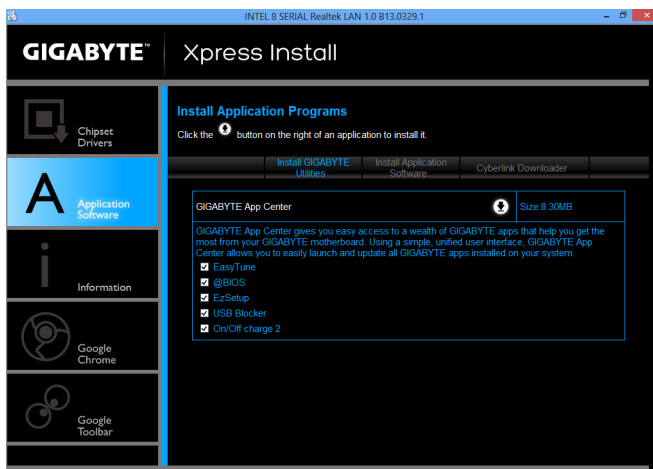 INTEL 8 SERIAL Realtek LAN 1.0 B13.0329.1
GIGABYTE™
Xpress Install
Chipset
Drivers
Application
Software
Information
Google
Chrome
Google
Toolbar
Install Application Programs
Click the button on the right of an application to install it.
Install GIGABYTE
Utilities
Install Application
Software
Cyberlink Downloader
GIGABYTE App Center
Size:8.30MB
GIGABYTE App Center gives you easy access to a wealth of GIGABYTE apps that help you get the
most from your GIGABYTE motherboard. Using a simple, unified user interface, GIGABYTE App
Center allows you to easily launch and update all GIGABYTE apps installed on your system.
EasyTune
@BIOS
EzSetup
USB Blocker
On/Off charge 2